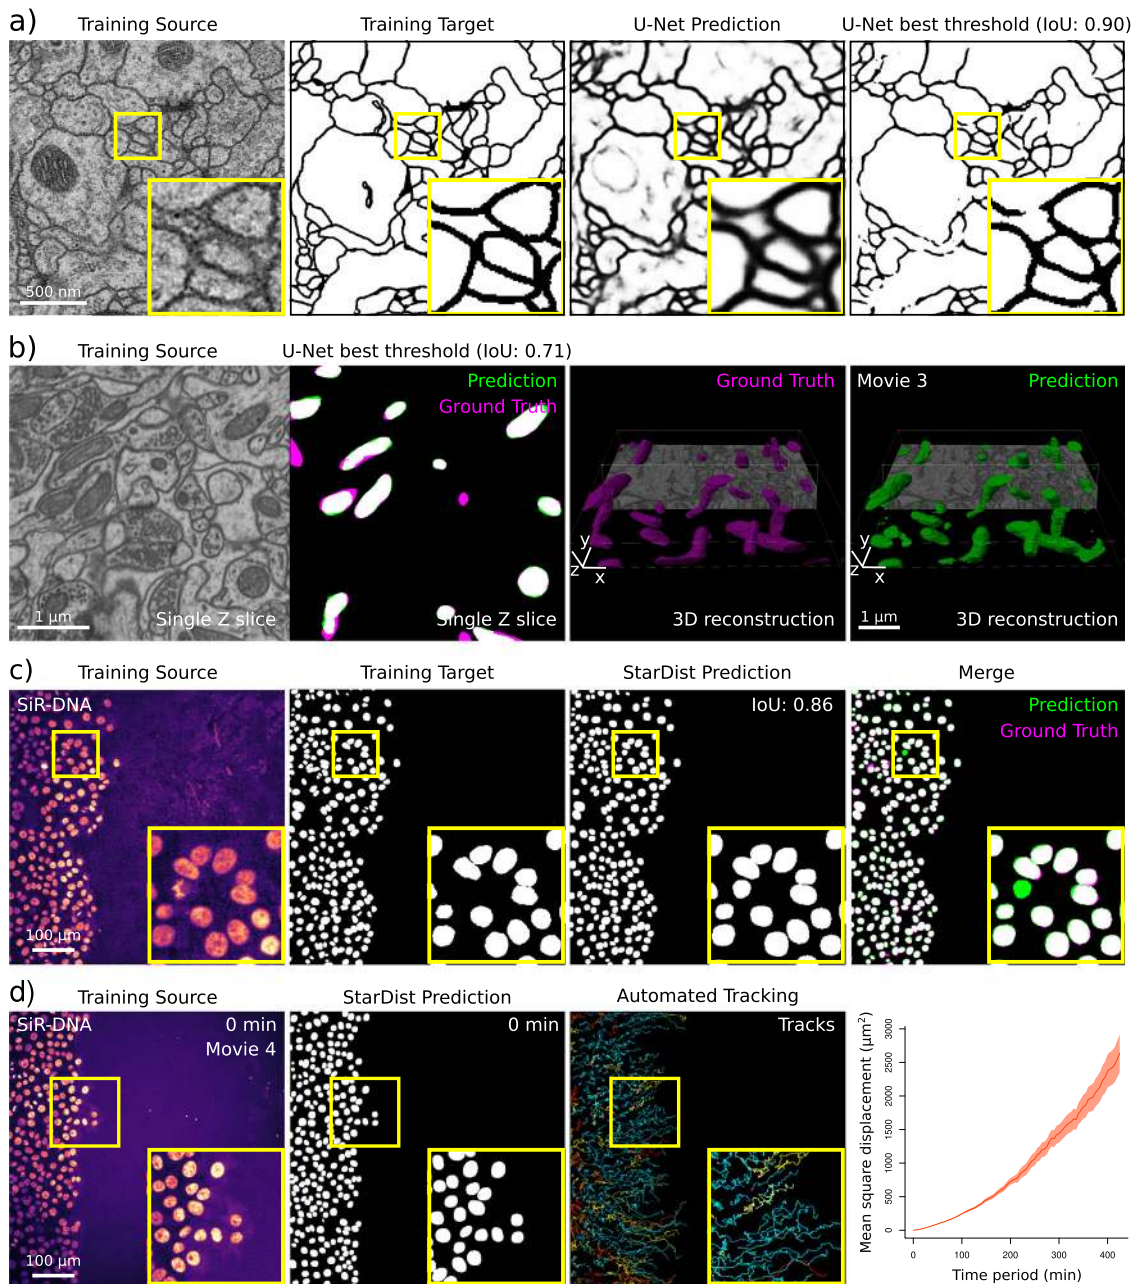 a)
Training Source
Training Target
U-Net Prediction
U-Net best threshold (IoU: 0.90)
500 nm
b)
Training Source
U-Net best threshold (IoU: 0.71)
Prediction
Ground Truth
Ground Truth
Movie 3
Prediction
y
z
x
y
z
x
1 µm
Single Z slice
Single Z slice
3D reconstruction
1 µm
3D reconstruction
c)
Training Source
Training Target
StarDist Prediction
Merge
SiR-DNA
IoU: 0.86
Prediction
Ground Truth
100 µm
d)
Training Source
StarDist Prediction
Automated Tracking
SiR-DNA
0 min
Movie 4
0 min
Tracks
100 µm
Mean square displacement (µm²)
3000
2500
2000
1500
1000
500
0
0
100
200
300
400
Time period (min)